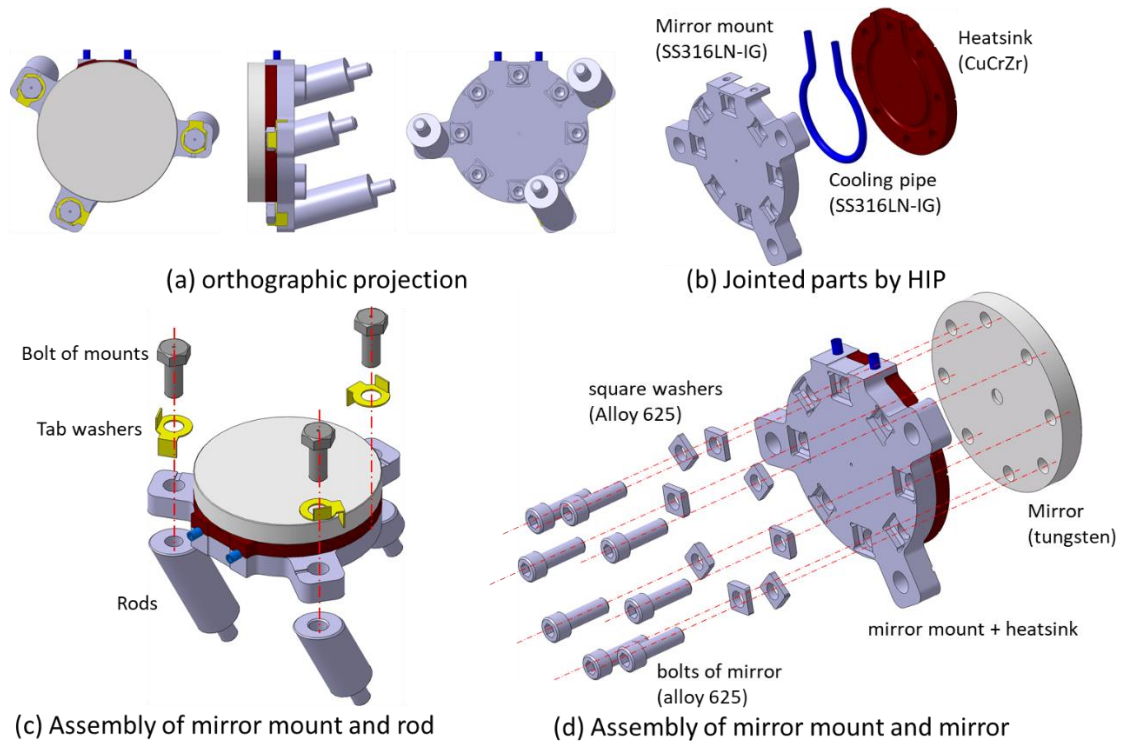 Mirror mount
(SS316LN-IG)
Heatsink
(CuCrZr)
Cooling pipe
(SS316LN-IG)
(a) orthographic projection
(b) Jointed parts by HIP
Bolt of mounts
Tab washers
Rods
(c) Assembly of mirror mount and rod
square washers
(Alloy 625)
Mirror
(tungsten)
mirror mount + heatsink
bolts of mirror
(alloy 625)
(d) Assembly of mirror mount and mirror